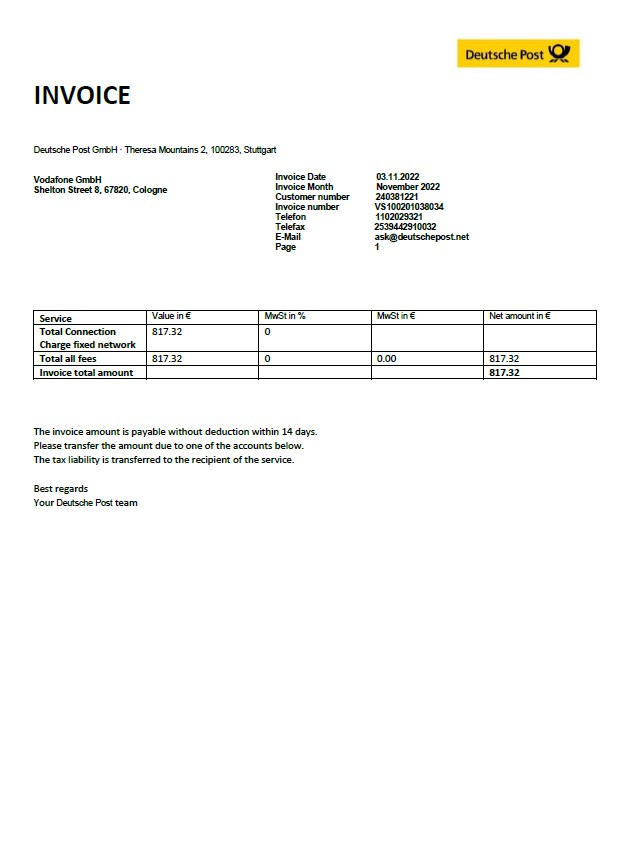 Deutsche Post
INVOICE
Deutsche Post GmbH · Theresa Mountains 2, 100283, Stuttgart
Vodafone GmbH
Shelton Street 8, 67820, Cologne
Invoice Date 03.11.2022
Invoice Month November 2022
Customer number 240381221
Invoice number VS100201038034
Telefon 1102029321
Telefax 2539442910032
E-Mail ask@deutschepost.net
Page 1
Service Value in € MwSt in % MwSt in € Net amount in €
Total Connection 817.32 0
Charge fixed network
Total all fees 817.32 0 0.00 817.32
Invoice total amount 817.32
The invoice amount is payable without deduction within 14 days.
Please transfer the amount due to one of the accounts below.
The tax liability is transferred to the recipient of the service.
Best regards
Your Deutsche Post team